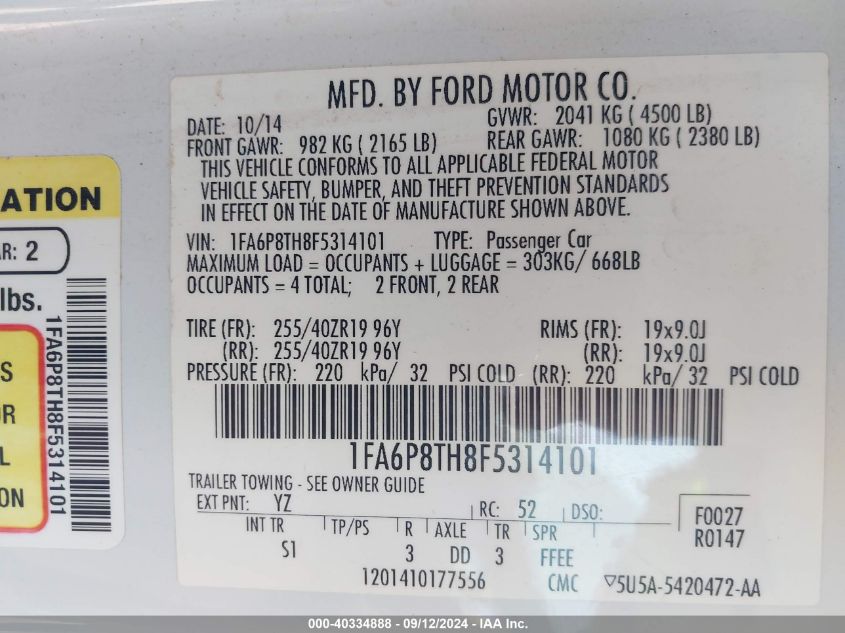 MFD. BY FORD MOTOR CO.
DATE: 10/14 GVWR: 2041 KG ( 4500 LB)
FRONT GAWR: 982 KG ( 2165 LB) REAR GAWR: 1080 KG ( 2380 LB)
THIS VEHICLE CONFORMS TO ALL APPLICABLE FEDERAL MOTOR
VEHICLE SAFETY, BUMPER, AND THEFT PREVENTION STANDARDS
IN EFFECT ON THE DATE OF MANUFACTURE SHOWN ABOVE.
VIN: 1FA6P8TH8F5314101 TYPE: Passenger Car
MAXIMUM LOAD = OCCUPANTS + LUGGAGE = 303KG/ 668LB
OCCUPANTS = 4 TOTAL; 2 FRONT, 2 REAR
TIRE (FR): 255/40ZR19 96Y RIMS (FR): 19x9.0J
(RR): 255/40ZR19 96Y (RR): 19x9.0J
PRESSURE (FR): 220 kPa/ 32 PSI COLD (RR): 220 kPa/ 32 PSI COLD
1FA6P8TH8F5314101
TRAILER TOWING - SEE OWNER GUIDE
EXT PNT: YZ RC: 52 DSO:
F0027
R0147
INT TR TP/PS R AXLE TR SPR
S1 3 DD 3 FFEE
1201410177556 CMC ▽5U5A-5420472-AA
ATION
AR: 2
lbs.
1FA6P8TH8F5314101
S
OR
L
ON
000-40334888 - 09/12/2024 - IAA Inc.